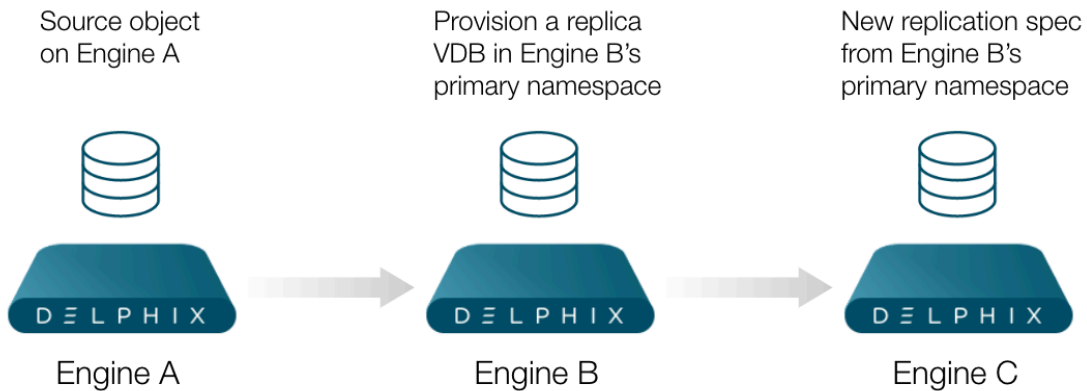 Source object
on Engine A
Provision a replica
VDB in Engine B's
primary namespace
New replication spec
from Engine B's
primary namespace
DELPHIX
DELPHIX
DELPHIX
Engine A
Engine B
Engine C